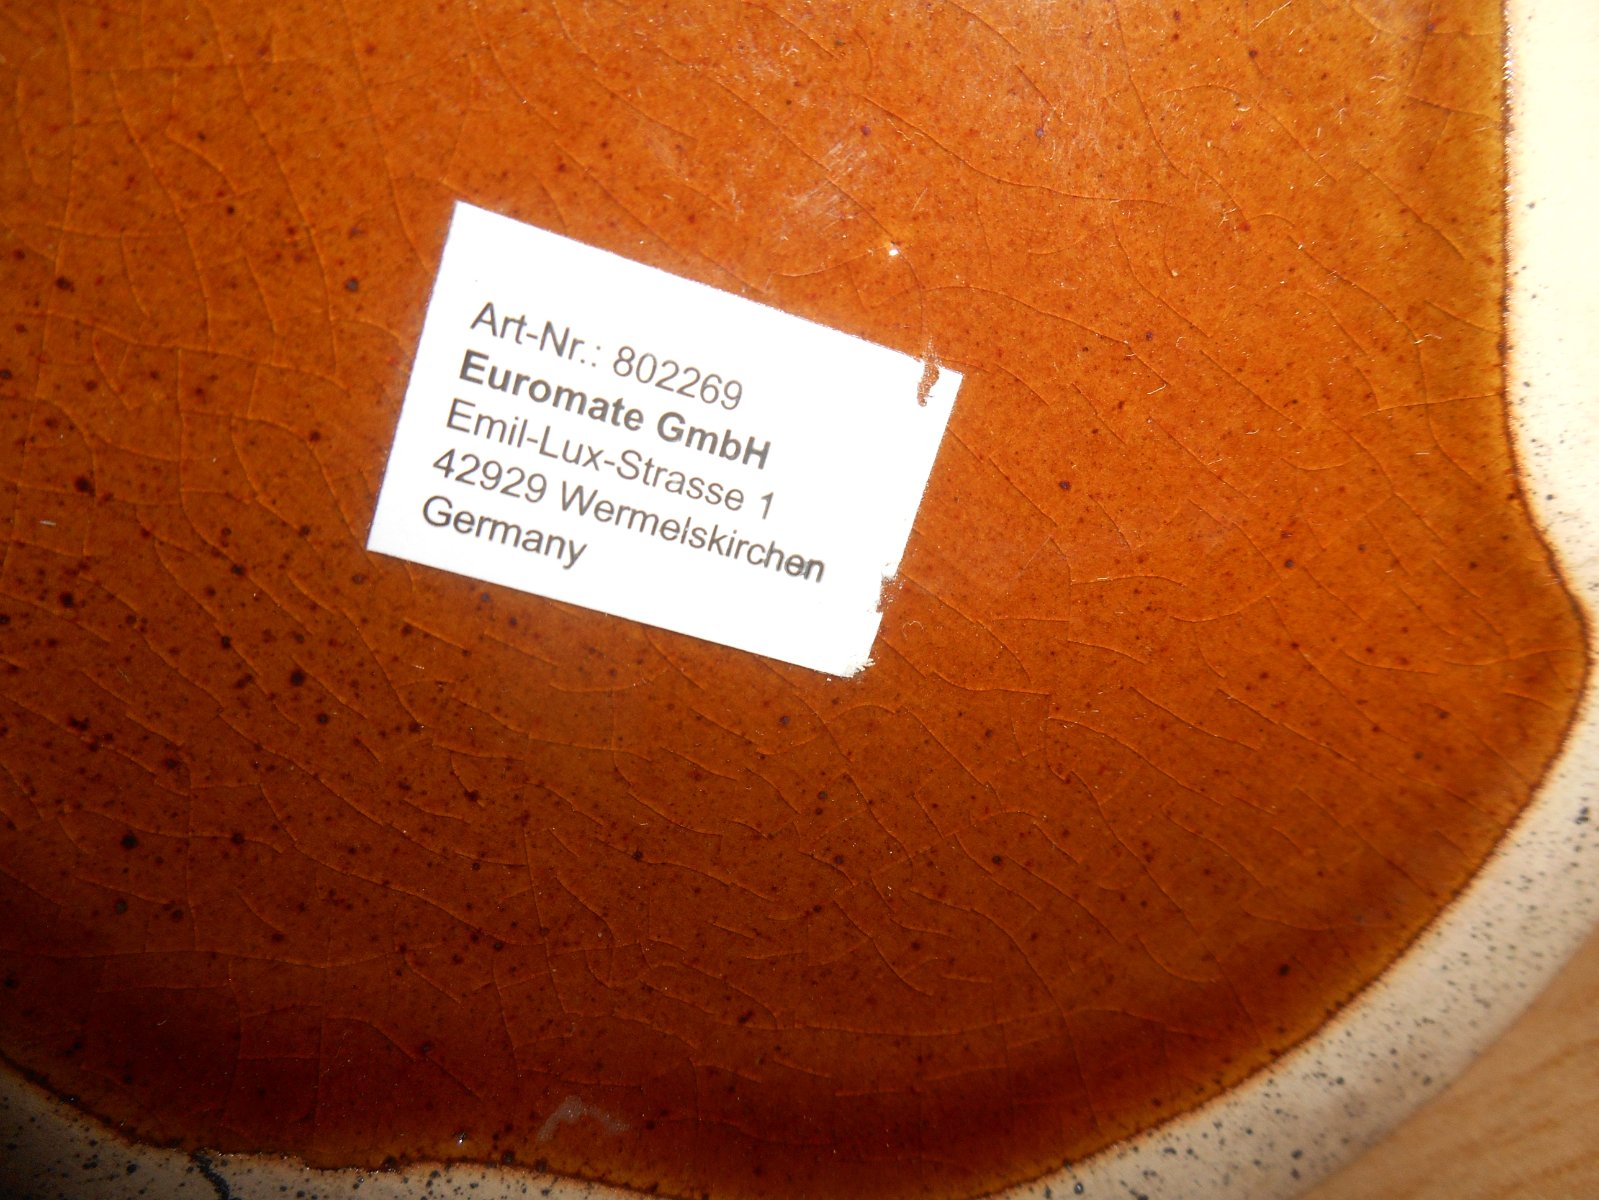 Art-Nr.: 802269
Euromate GmbH
Emil-Lux-Strasse 1
42929 Wermelskirchen
Germany